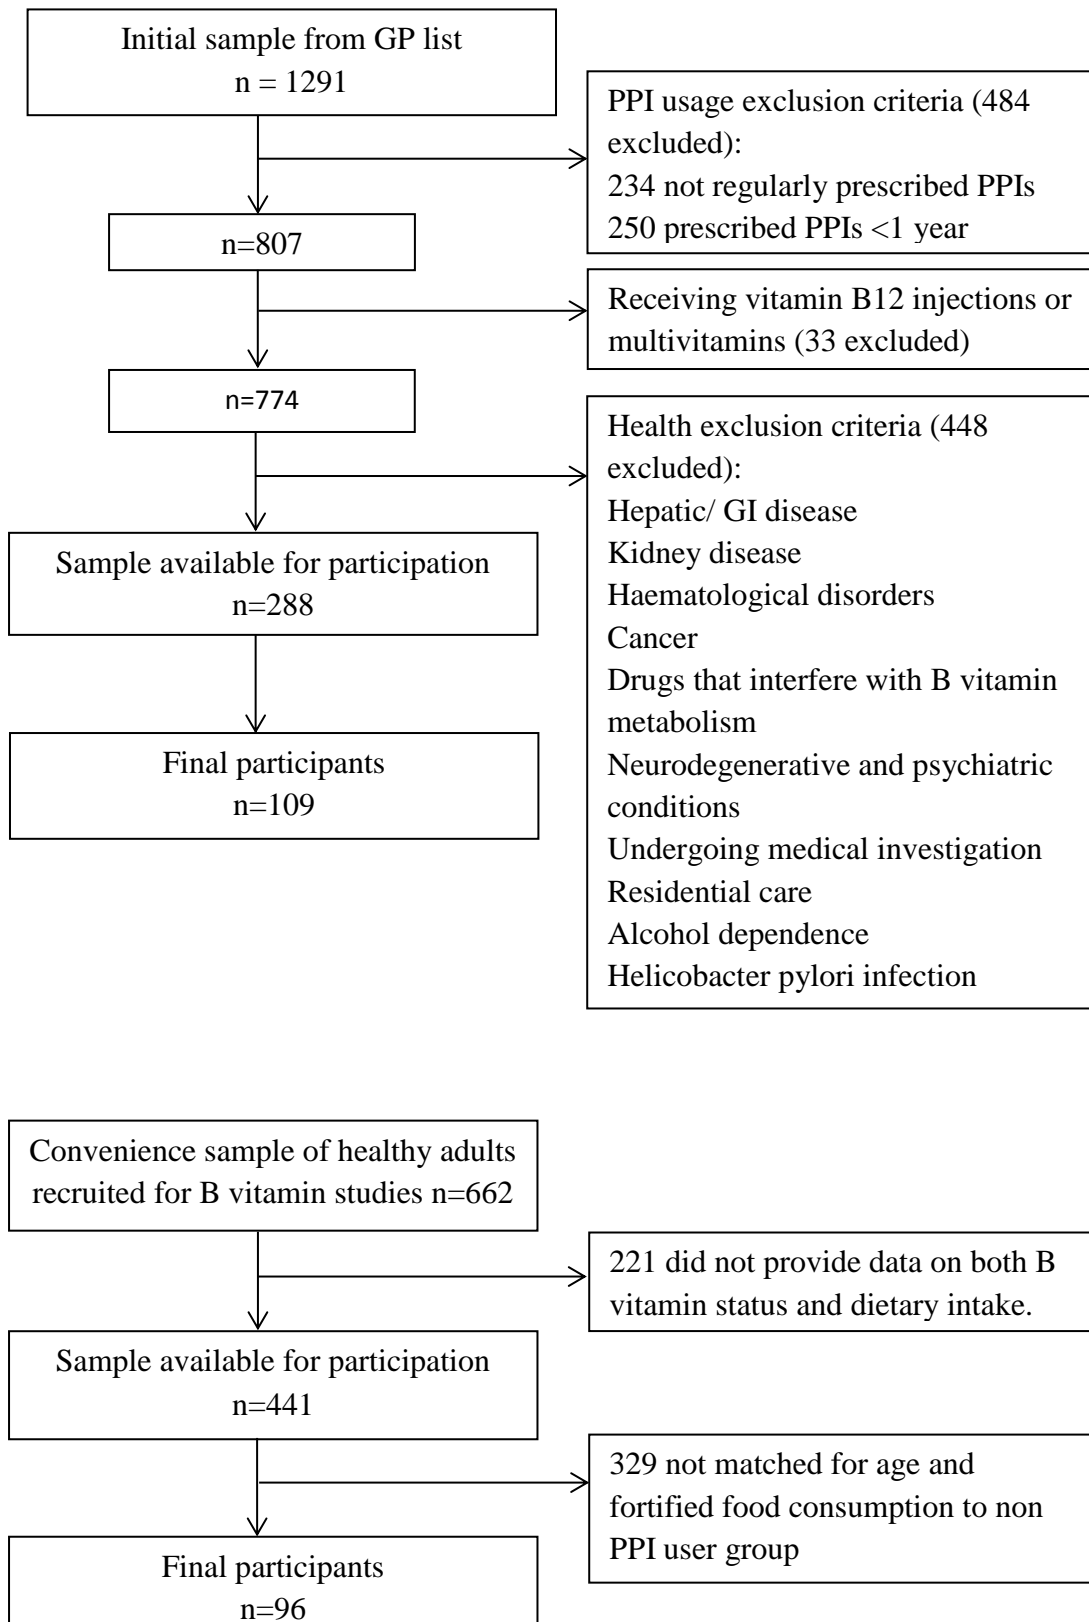 Initial sample from GP list
n = 1291
PPI usage exclusion criteria (484
excluded):
234 not regularly prescribed PPIs
250 prescribed PPIs <1 year
n=807
Receiving vitamin B12 injections or
multivitamins (33 excluded)
n=774
Health exclusion criteria (448
excluded):
Hepatic/ GI disease
Kidney disease
Haematological disorders
Cancer
Drugs that interfere with B vitamin
metabolism
Neurodegenerative and psychiatric
conditions
Undergoing medical investigation
Residential care
Alcohol dependence
Helicobacter pylori infection
Sample available for participation
n=288
Final participants
n=109
Convenience sample of healthy adults
recruited for B vitamin studies n=662
221 did not provide data on both B
vitamin status and dietary intake.
Sample available for participation
n=441
329 not matched for age and
fortified food consumption to non
PPI user group
Final participants
n=96